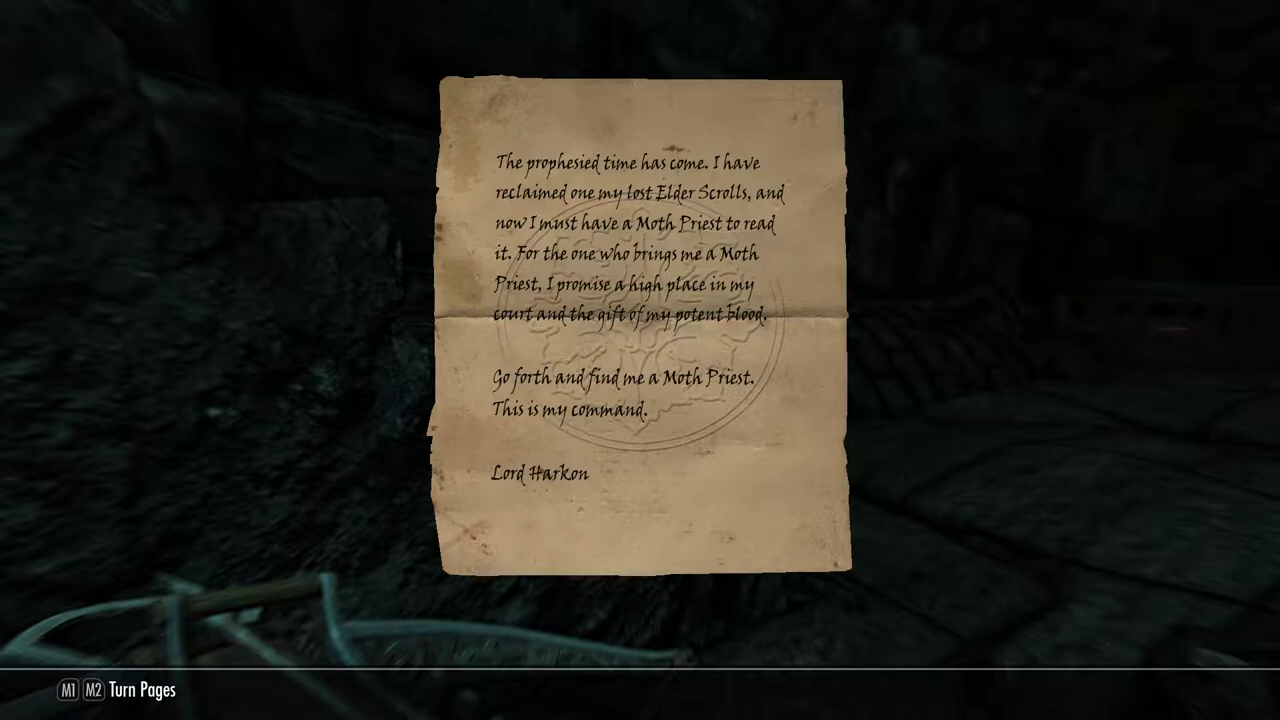 The prophesied time has come. I have
reclaimed one my lost Elder Scrolls, and
now I must have a Moth Priest to read
it. For the one who brings me a Moth
Priest, I promise a high place in my
court and the gift of my potent blood.
Go forth and find me a Moth Priest.
This is my command.
Lord Harkon
M1 M2 Turn Pages